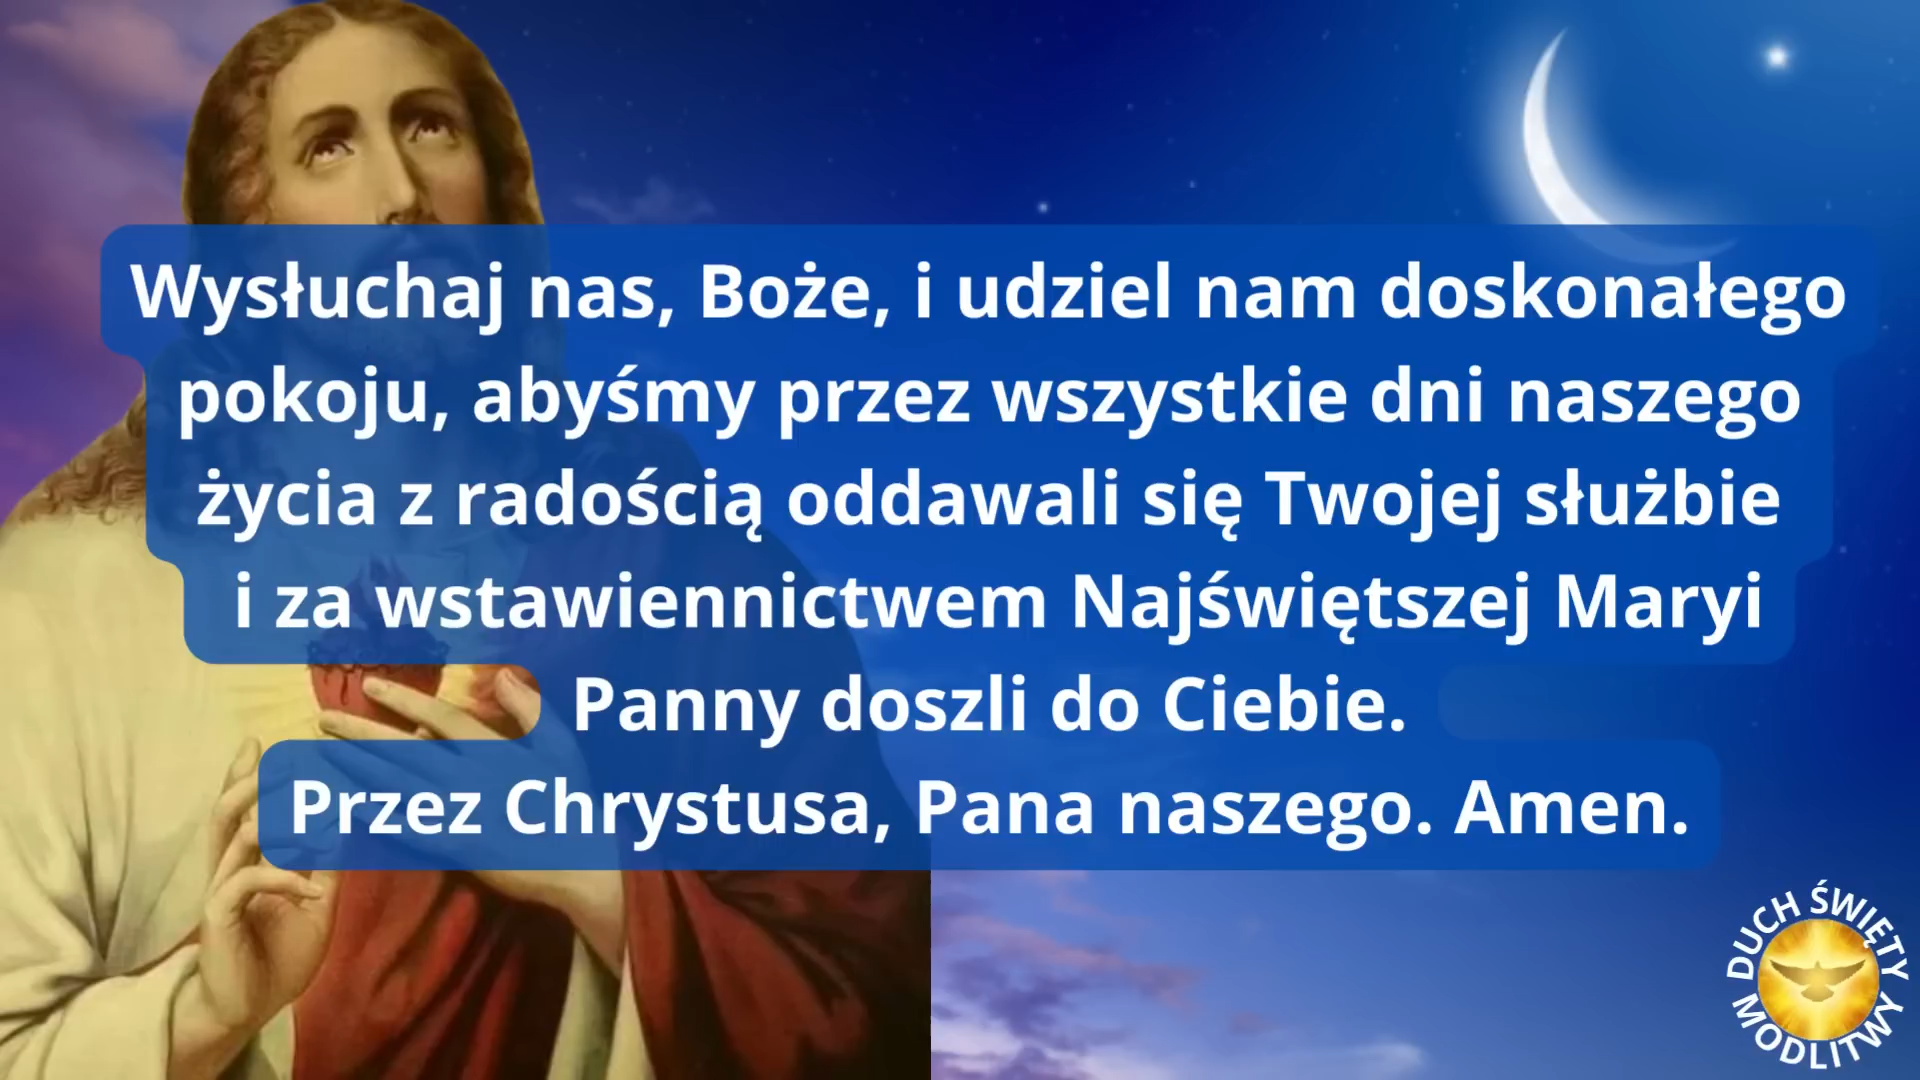 Wysłuchaj nas, Boże, i udziel nam doskonałego
pokoju, abyśmy przez wszystkie dni naszego
życia z radością oddawali się Twojej służbie
i za wstawiennictwem Najświętszej Maryi
Panny doszli do Ciebie.
Przez Chrystusa, Pana naszego. Amen.
DUCH ŚWIĘTY
MODLITWY